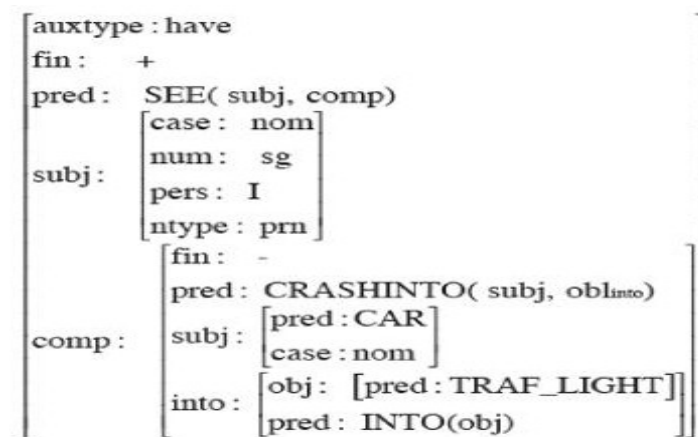 auxtype : have
fin : +
pred : SEE( subj, comp)
subj :
case : nom
num : sg
pers : I
ntype : prn
comp :
fin : -
pred : CRASHINTO( subj, oblinto)
subj :
pred : CAR
case : nom
into :
obj : [pred : TRAF_LIGHT]
pred : INTO(obj)